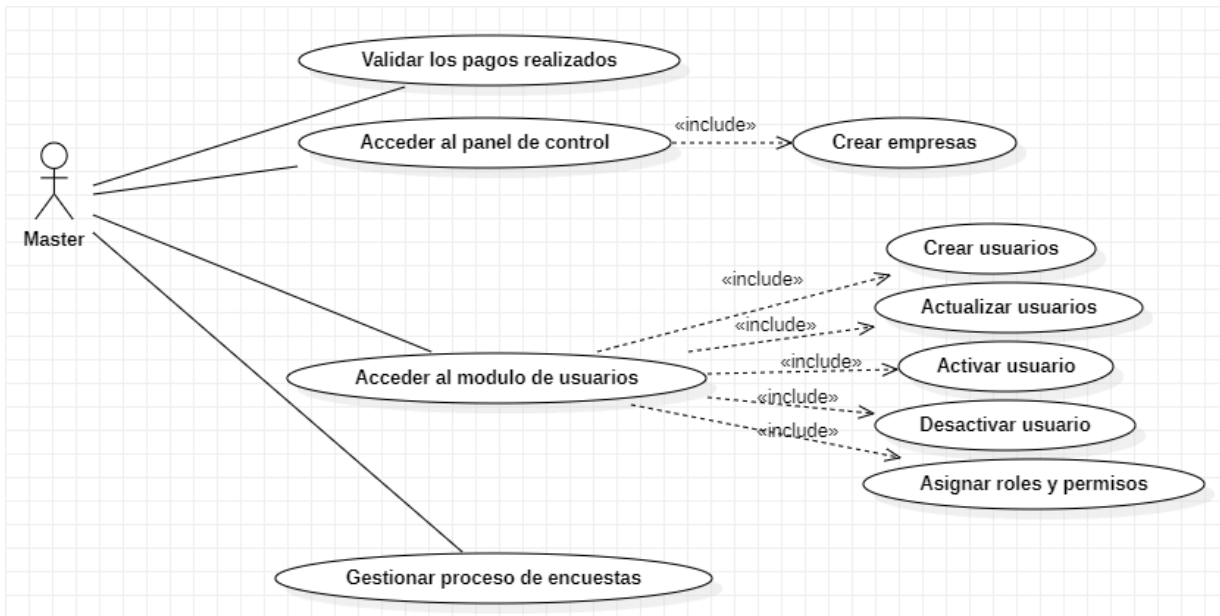 Validar los pagos realizados
Acceder al panel de control
«include»
Crear empresas
Master
Crear usuarios
«include»
Actualizar usuarios
«include»
Activar usuario
«include»
Acceder al modulo de usuarios
«include»
Desactivar usuario
«include»
Asignar roles y permisos
Gestionar proceso de encuestas